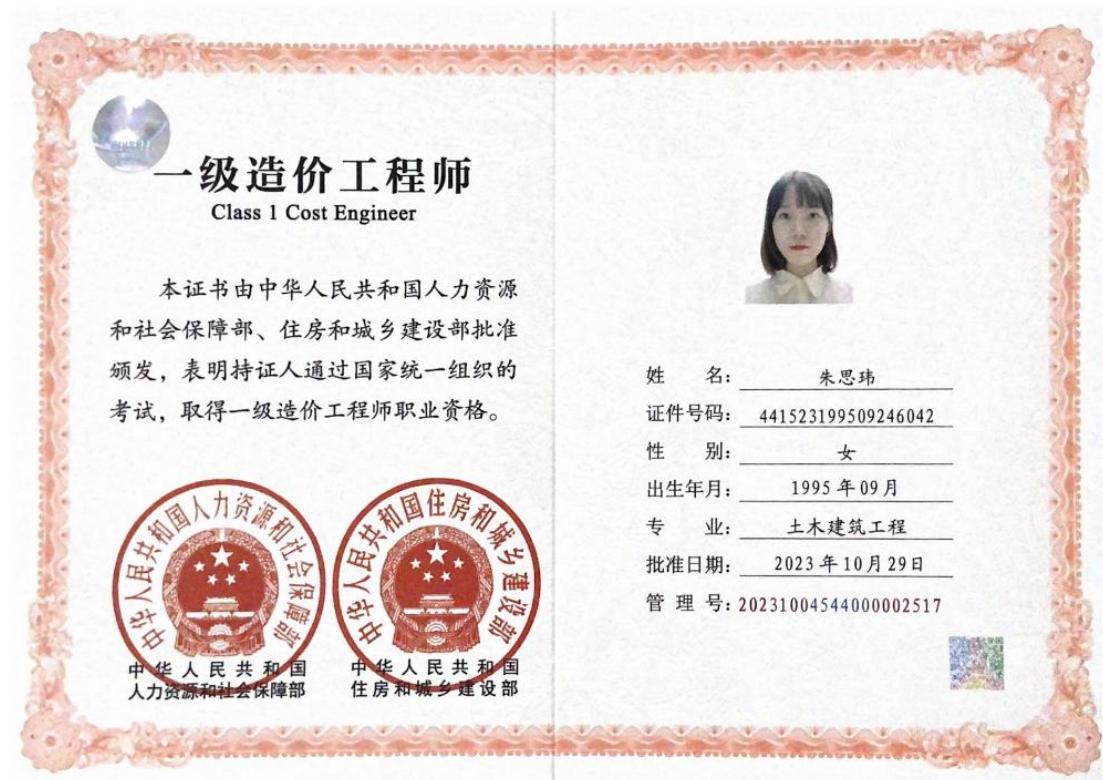 一级造价工程师
Class 1 Cost Engineer
本证书由中华人民共和国人力资源
和社会保障部、住房和城乡建设部批准
颁发，表明持证人通过国家统一组织的
考试，取得一级造价工程师职业资格。
中华人民共和国人力资源和社会保障部
中华人民共和国住房和城乡建设部
中华人民共和国
人力资源和社会保障部
中华人民共和国
住房和城乡建设部
姓 名： 朱思玮
证件号码： 441523199509246042
性 别： 女
出生年月： 1995年09月
专 业： 土木建筑工程
批准日期： 2023年10月29日
管 理 号： 20231004544000002517